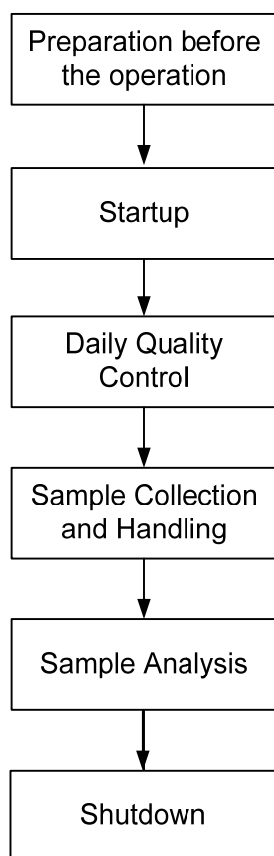 Preparation before
the operation
Startup
Daily Quality
Control
Sample Collection
and Handling
Sample Analysis
Shutdown